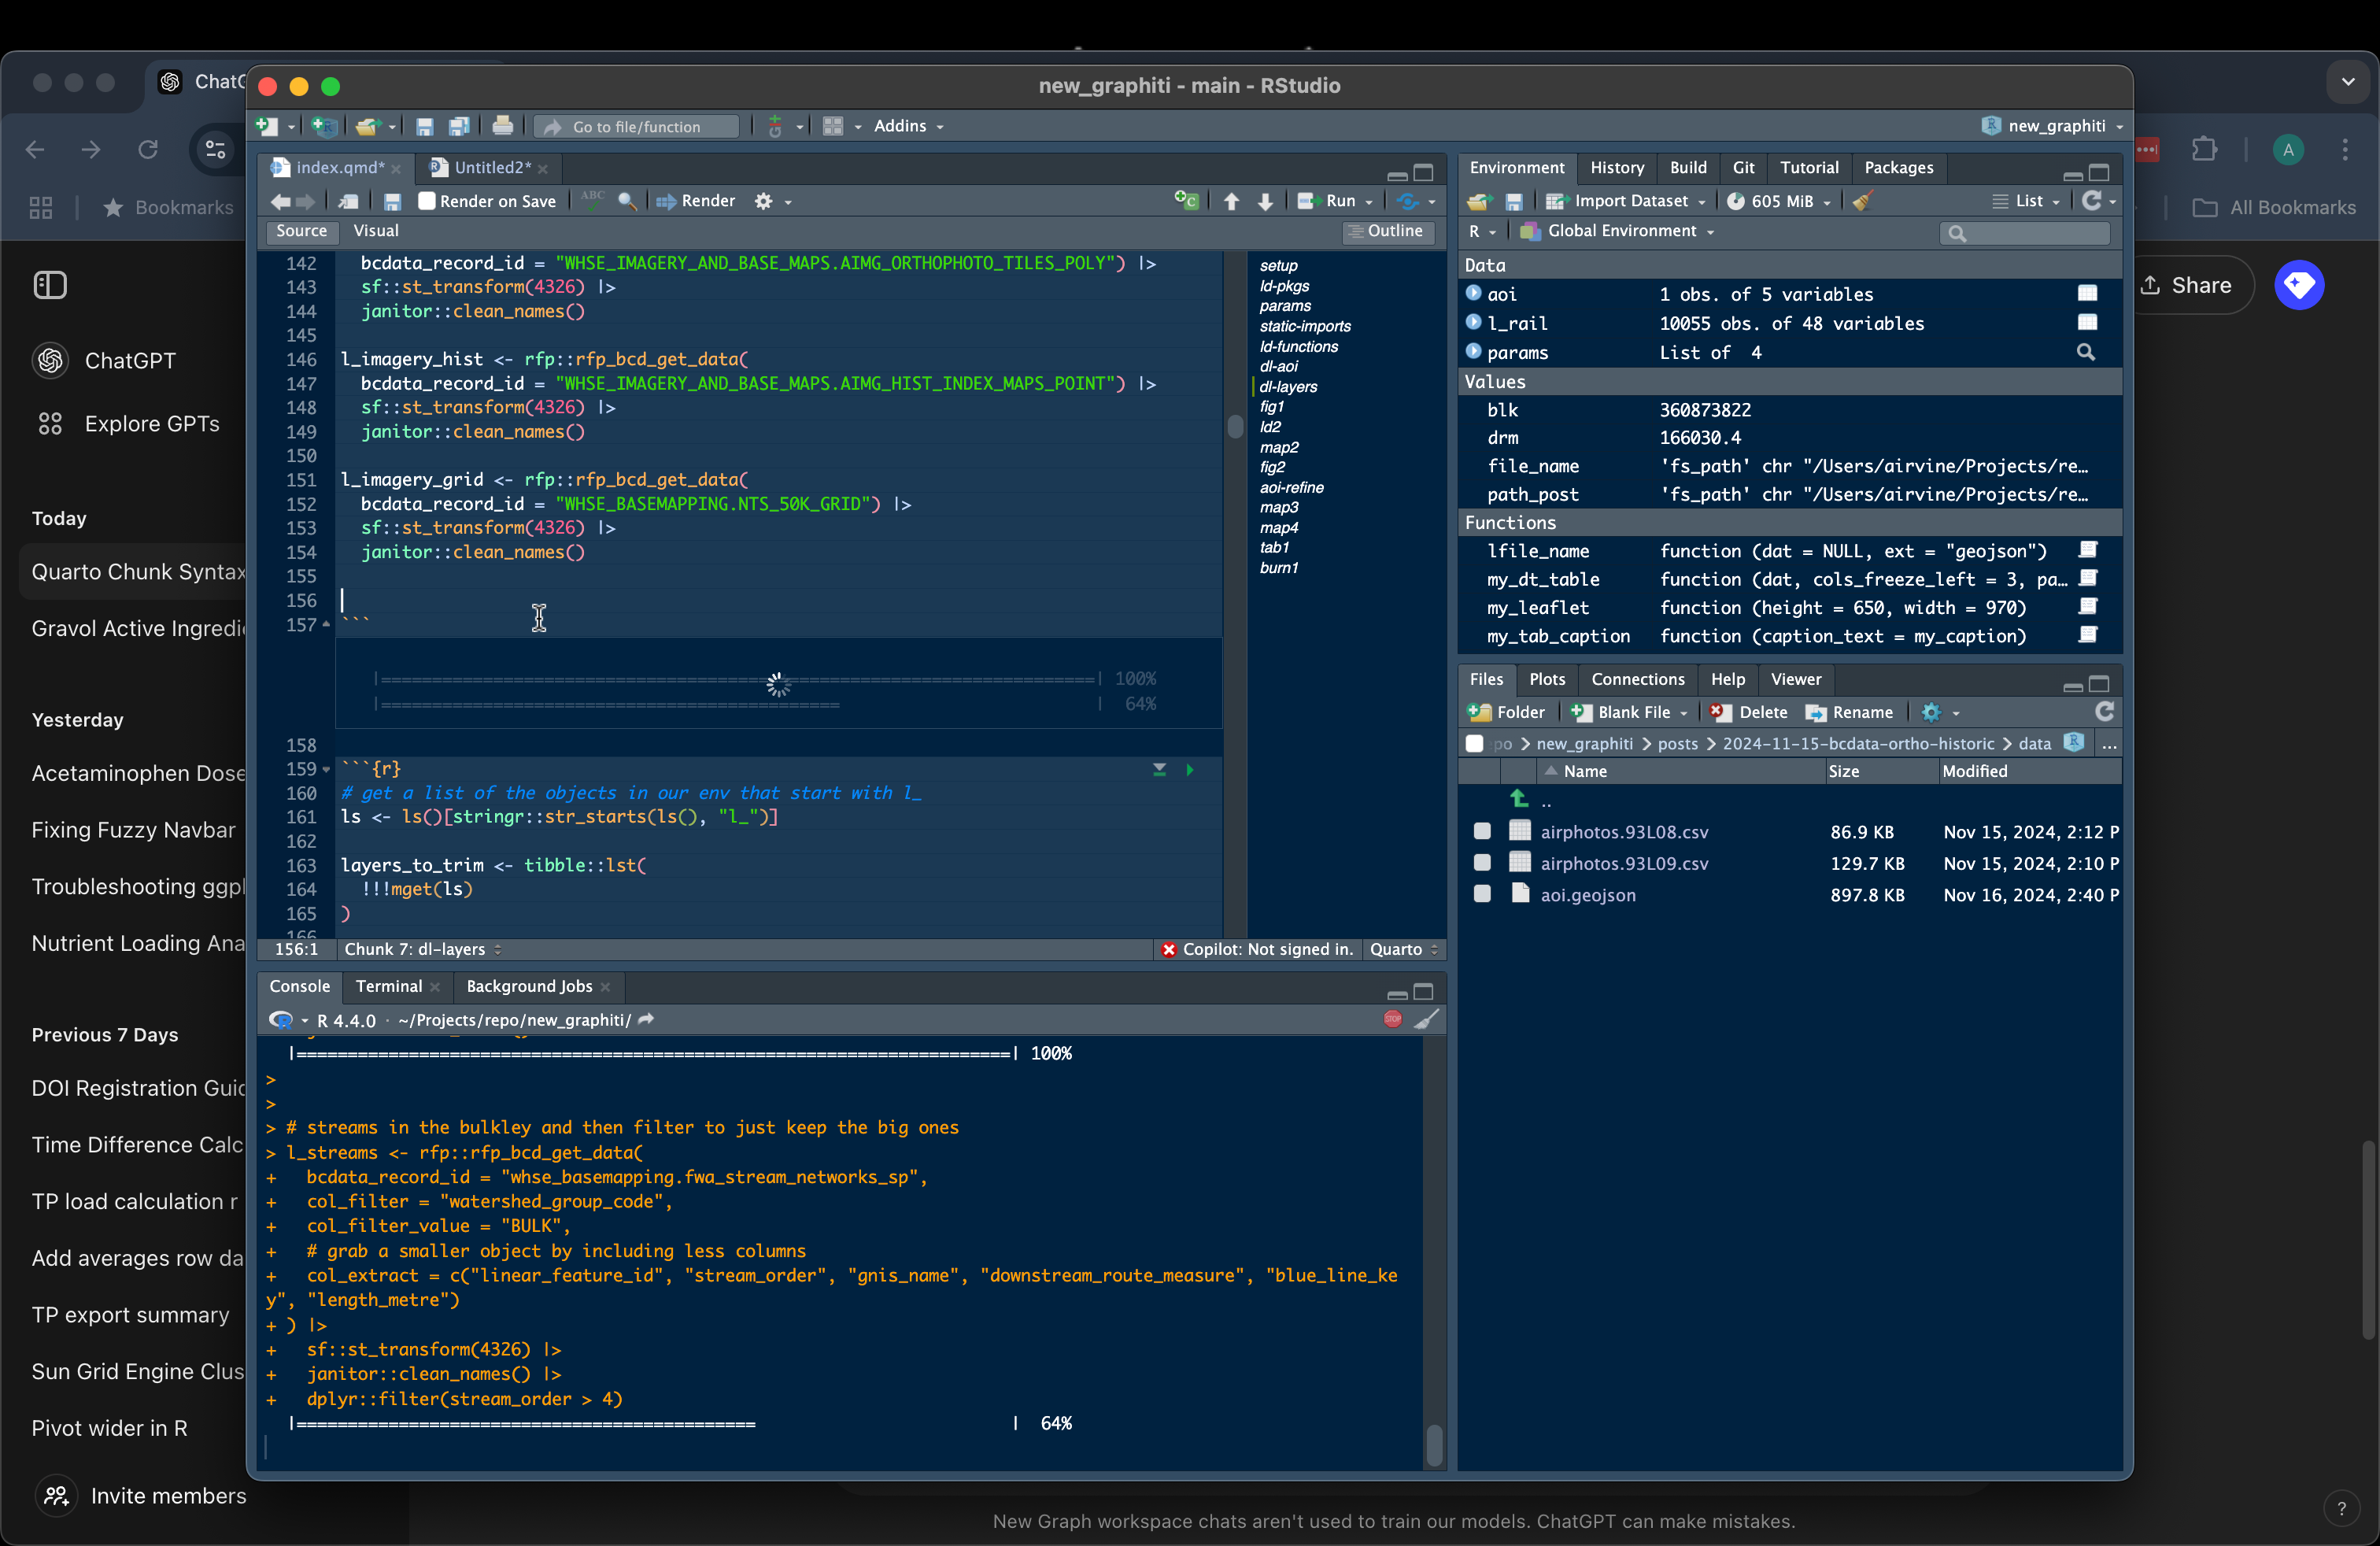 ChatG
new_graphiti - main - RStudio
Go to file/function
Addins
new_graphiti
index.qmd*
Untitled2*
Render on Save
ABC
Render
Run
Source
Visual
Outline
142 bcdata_record_id = "WHSE_IMAGERY_AND_BASE_MAPS.AIMG_ORTHOPHOTO_TILES_POLY") |>
143 sf::st_transform(4326) |>
144 janitor::clean_names()
145
146 l_imagery_hist <- rfp::rfp_bcd_get_data(
147 bcdata_record_id = "WHSE_IMAGERY_AND_BASE_MAPS.AIMG_HIST_INDEX_MAPS_POINT") |>
148 sf::st_transform(4326) |>
149 janitor::clean_names()
150
151 l_imagery_grid <- rfp::rfp_bcd_get_data(
152 bcdata_record_id = "WHSE_BASEMAPPING.NTS_50K_GRID") |>
153 sf::st_transform(4326) |>
154 janitor::clean_names()
155
156
157 ```
|======================================================================| 100%
|============================================= | 64%
158
159 ```{r}
160 # get a list of the objects in our env that start with l_
161 ls <- ls()[stringr::str_starts(ls(), "l_")]
162
163 layers_to_trim <- tibble::lst(
164 !!!mget(ls)
165 )
166
156:1
Chunk 7: dl-layers
Copilot: Not signed in.
Quarto
setup
ld-pkgs
params
static-imports
ld-functions
dl-aoi
dl-layers
fig1
ld2
map2
fig2
aoi-refine
map3
map4
tab1
burn1
Console
Terminal
Background Jobs
R 4.4.0 · ~/Projects/repo/new_graphiti/
STOP
|======================================================================| 100%
>
>
> # streams in the bulkley and then filter to just keep the big ones
> l_streams <- rfp::rfp_bcd_get_data(
+ bcdata_record_id = "whse_basemapping.fwa_stream_networks_sp",
+ col_filter = "watershed_group_code",
+ col_filter_value = "BULK",
+ # grab a smaller object by including less columns
+ col_extract = c("linear_feature_id", "stream_order", "gnis_name", "downstream_route_measure", "blue_line_ke
y", "length_metre")
+ ) |>
+ sf::st_transform(4326) |>
+ janitor::clean_names() |>
+ dplyr::filter(stream_order > 4)
|============================================= | 64%
Environment
History
Build
Git
Tutorial
Packages
Import Dataset
605 MiB
List
R
Global Environment
Data
aoi 1 obs. of 5 variables
l_rail 10055 obs. of 48 variables
params List of 4
Values
blk 360873822
drm 166030.4
file_name 'fs_path' chr "/Users/airvine/Projects/re…
path_post 'fs_path' chr "/Users/airvine/Projects/re…
Functions
lfile_name function (dat = NULL, ext = "geojson")
my_dt_table function (dat, cols_freeze_left = 3, pa…
my_leaflet function (height = 650, width = 970)
my_tab_caption function (caption_text = my_caption)
Files
Plots
Connections
Help
Viewer
Folder
Blank File
Delete
Rename
po > new_graphiti > posts > 2024-11-15-bcdata-ortho-historic > data
...
Name Size Modified
..
airphotos.93L08.csv 86.9 KB Nov 15, 2024, 2:12 P
airphotos.93L09.csv 129.7 KB Nov 15, 2024, 2:10 P
aoi.geojson 897.8 KB Nov 16, 2024, 2:40 P
Bookmarks
A
All Bookmarks
Share
ChatGPT
Explore GPTs
Today
Quarto Chunk Syntax
Gravol Active Ingredie
Yesterday
Acetaminophen Dose
Fixing Fuzzy Navbar
Troubleshooting ggpl
Nutrient Loading Ana
Previous 7 Days
DOI Registration Guid
Time Difference Calc
TP load calculation r
Add averages row da
TP export summary
Sun Grid Engine Clus
Pivot wider in R
Invite members
New Graph workspace chats aren't used to train our models. ChatGPT can make mistakes.
?